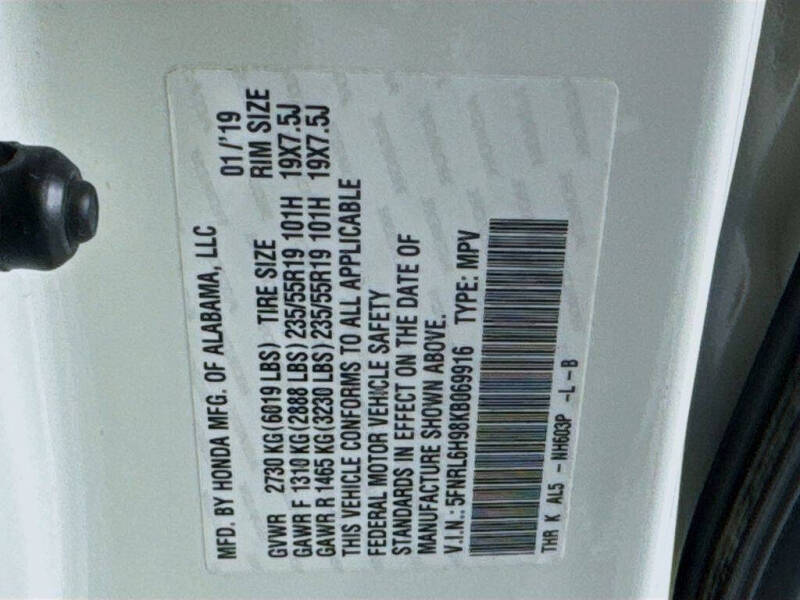 MFD. BY HONDA MFG. OF ALABAMA, LLC 01/'19
GVWR 2730 KG (6019 LBS) TIRE SIZE RIM SIZE
GAWR F 1310 KG (2888 LBS) 235/55R19 101H 19X7.5J
GAWR R 1465 KG (3230 LBS) 235/55R19 101H 19X7.5J
THIS VEHICLE CONFORMS TO ALL APPLICABLE
FEDERAL MOTOR VEHICLE SAFETY
STANDARDS IN EFFECT ON THE DATE OF
MANUFACTURE SHOWN ABOVE.
V.I.N.: 5FNRL6H98KB069916 TYPE: MPV
THR K AL5 - NH603P -L-B